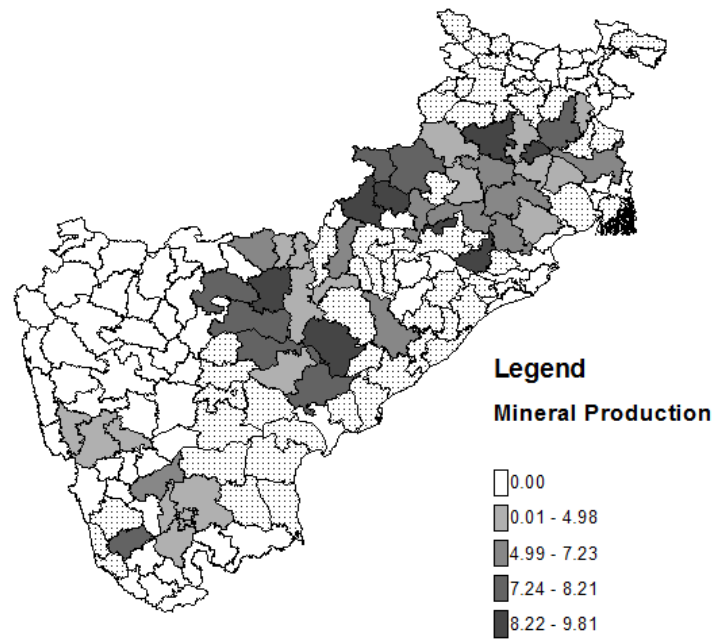 Legend
Mineral Production
0.00
0.01 - 4.98
4.99 - 7.23
7.24 - 8.21
8.22 - 9.81